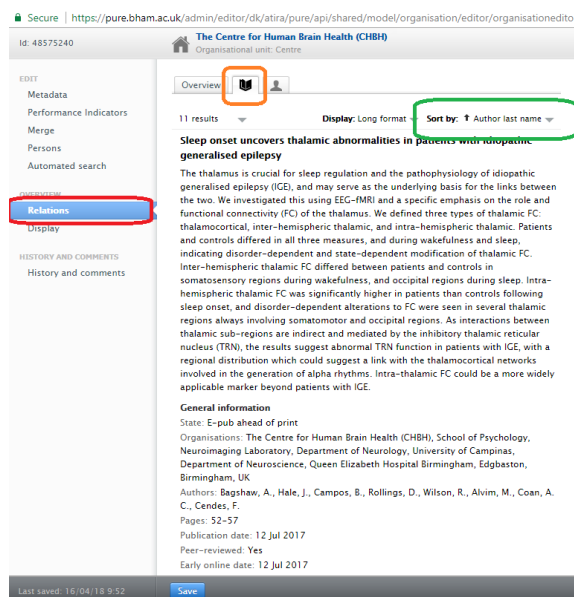 Secure | https://pure.bham.ac.uk/admin/editor/dk/atira/pure/api/shared/model/organisation/editor/organisationedito
Id: 48575240
The Centre for Human Brain Health (CHBH)
Organisational unit: Centre
EDIT
Metadata
Performance Indicators
Merge
Persons
Automated search
OVERVIEW
Relations
Display
HISTORY AND COMMENTS
History and comments
Overview
11 results Display: Long format Sort by: ↑ Author last name
Sleep onset uncovers thalamic abnormalities in patients with idiopathic
generalised epilepsy
The thalamus is crucial for sleep regulation and the pathophysiology of idiopathic
generalised epilepsy (IGE), and may serve as the underlying basis for the links between
the two. We investigated this using EEG-fMRI and a specific emphasis on the role and
functional connectivity (FC) of the thalamus. We defined three types of thalamic FC:
thalamocortical, inter-hemispheric thalamic, and intra-hemispheric thalamic. Patients
and controls differed in all three measures, and during wakefulness and sleep,
indicating disorder-dependent and state-dependent modification of thalamic FC.
Inter-hemispheric thalamic FC differed between patients and controls in
somatosensory regions during wakefulness, and occipital regions during sleep. Intra-
hemispheric thalamic FC was significantly higher in patients than controls following
sleep onset, and disorder-dependent alterations to FC were seen in several thalamic
regions always involving somatomotor and occipital regions. As interactions between
thalamic sub-regions are indirect and mediated by the inhibitory thalamic reticular
nucleus (TRN), the results suggest abnormal TRN function in patients with IGE, with a
regional distribution which could suggest a link with the thalamocortical networks
involved in the generation of alpha rhythms. Intra-thalamic FC could be a more widely
applicable marker beyond patients with IGE.
General information
State: E-pub ahead of print
Organisations: The Centre for Human Brain Health (CHBH), School of Psychology,
Neuroimaging Laboratory, Department of Neurology, University of Campinas,
Department of Neuroscience, Queen Elizabeth Hospital Birmingham, Edgbaston,
Birmingham, UK
Authors: Bagshaw, A., Hale, J., Campos, B., Rollings, D., Wilson, R., Alvim, M., Coan, A.
C., Cendes, F.
Pages: 52-57
Publication date: 12 Jul 2017
Peer-reviewed: Yes
Early online date: 12 Jul 2017
Last saved: 16/04/18 9:52
Save